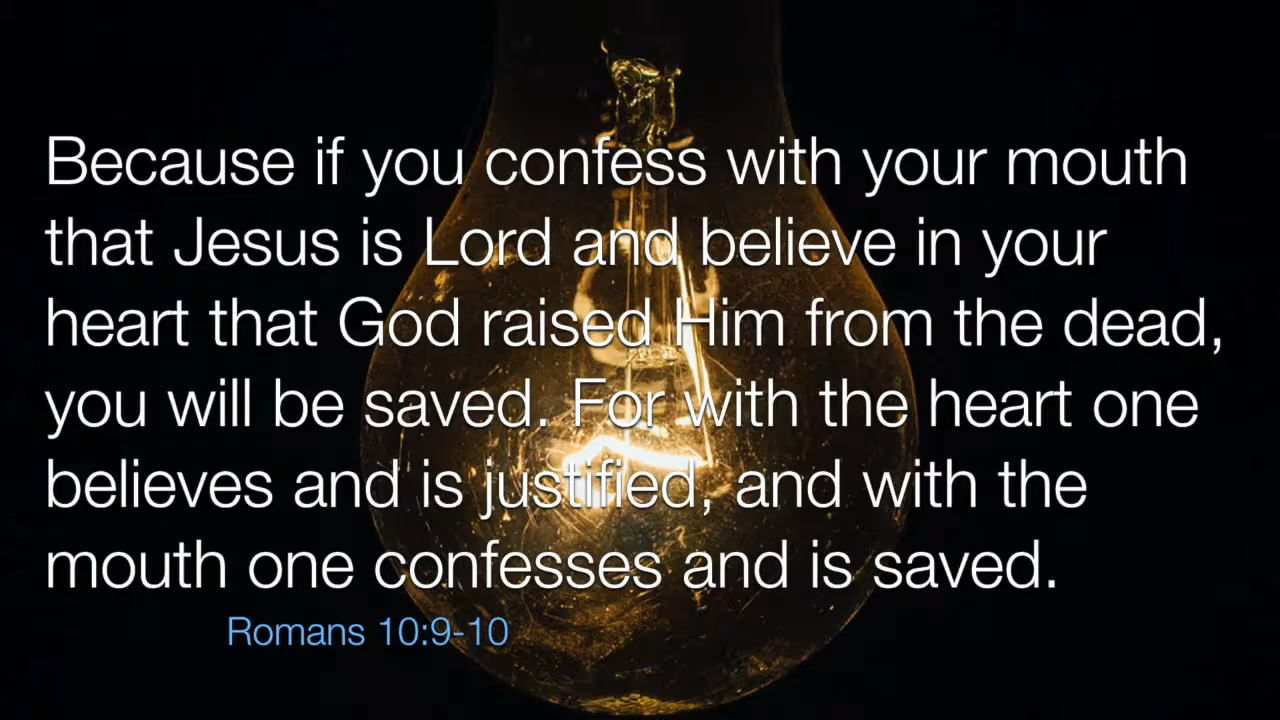 Because if you confess with your mouth
that Jesus is Lord and believe in your
heart that God raised Him from the dead,
you will be saved. For with the heart one
believes and is justified, and with the
mouth one confesses and is saved.
Romans 10:9-10